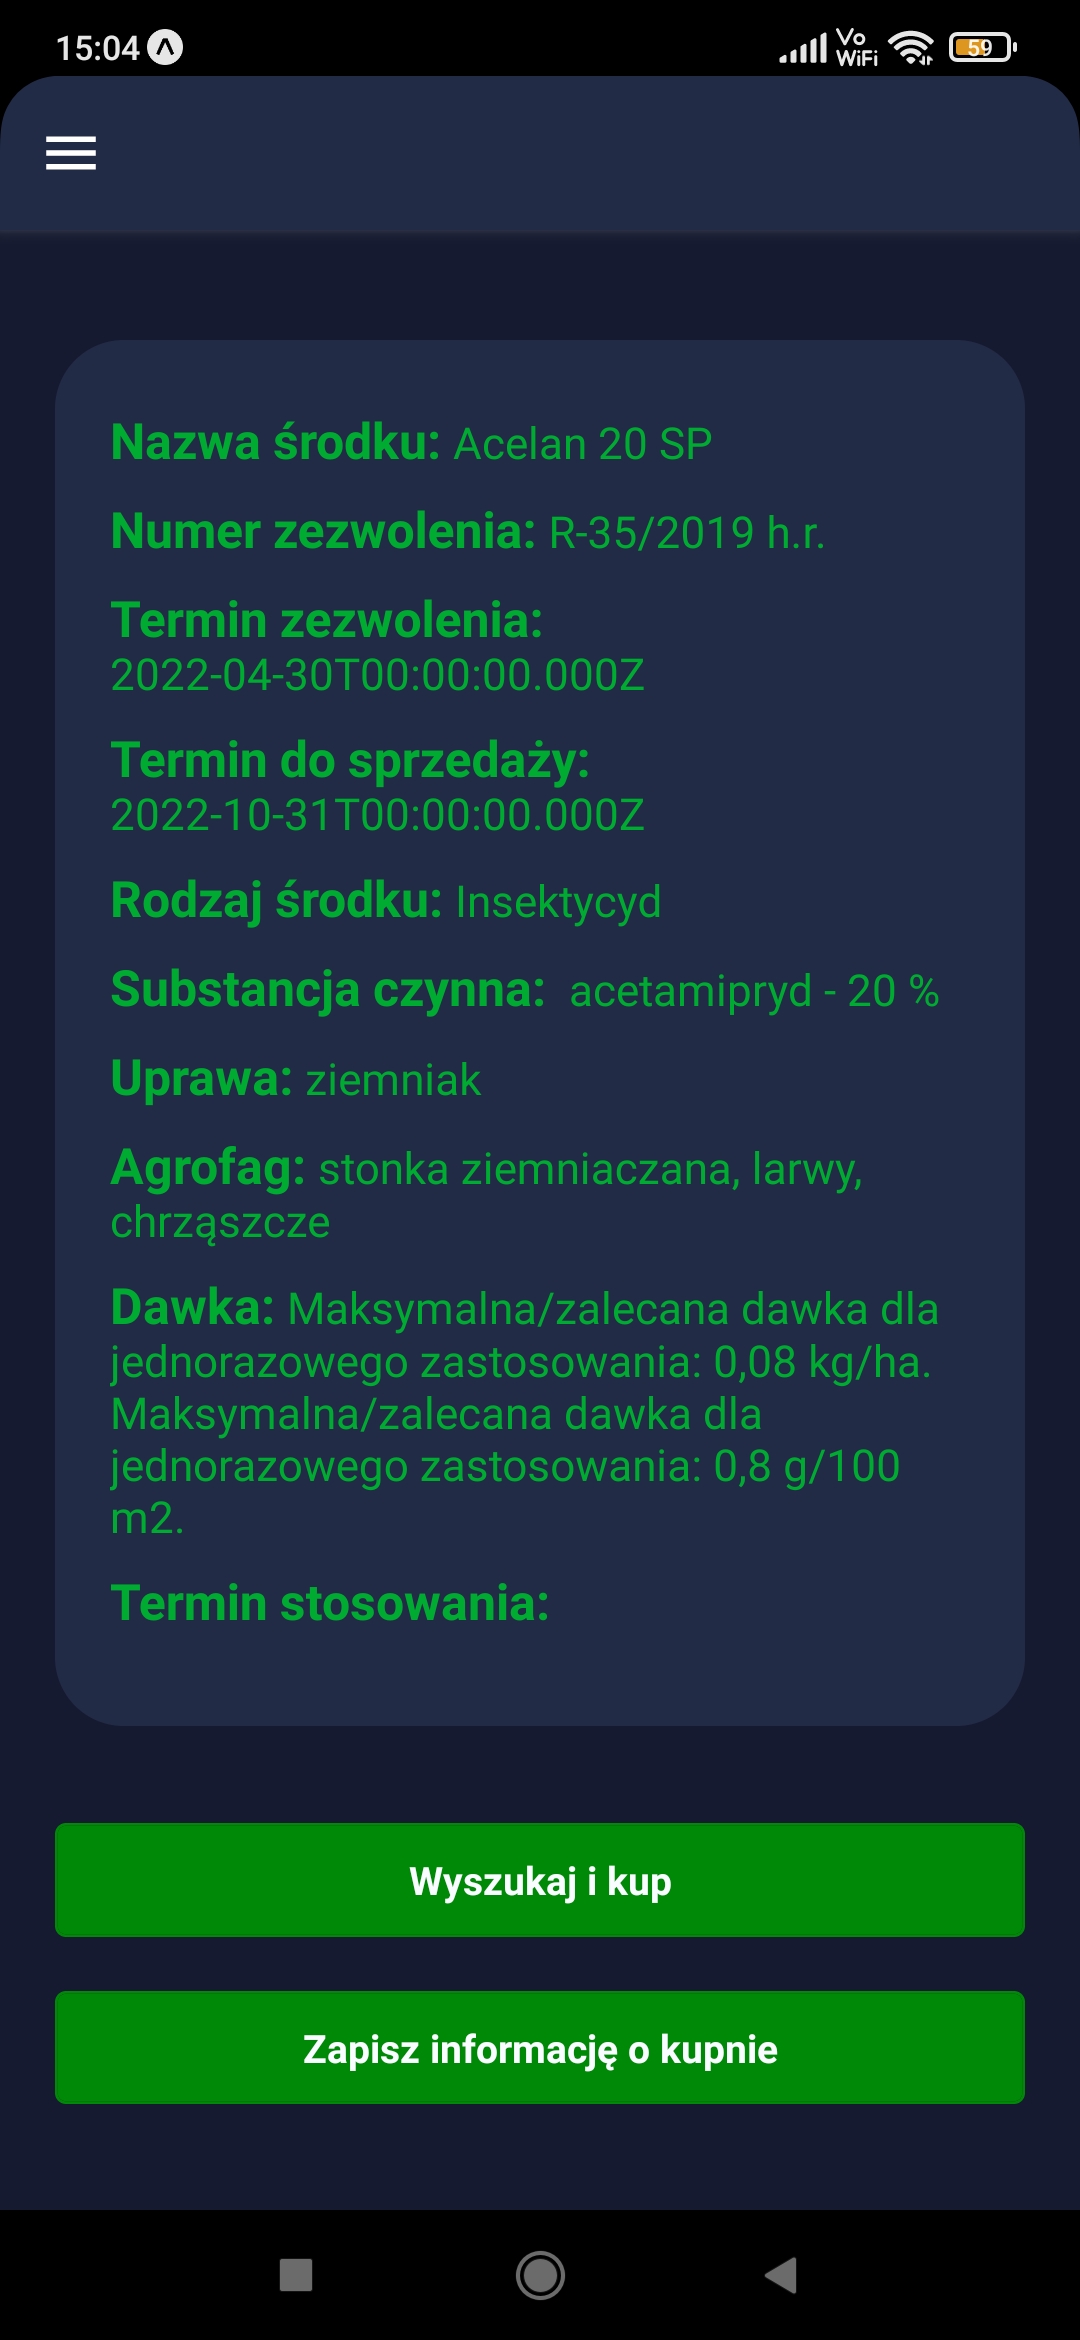 15:04
Vo
WiFi
59
Nazwa środku: Acelan 20 SP
Numer zezwolenia: R-35/2019 h.r.
Termin zezwolenia:
2022-04-30T00:00:00.000Z
Termin do sprzedaży:
2022-10-31T00:00:00.000Z
Rodzaj środku: Insektycyd
Substancja czynna:  acetamipryd - 20 %
Uprawa: ziemniak
Agrofag: stonka ziemniaczana, larwy,
chrząszcze
Dawka: Maksymalna/zalecana dawka dla
jednorazowego zastosowania: 0,08 kg/ha.
Maksymalna/zalecana dawka dla
jednorazowego zastosowania: 0,8 g/100
m2.
Termin stosowania:
Wyszukaj i kup
Zapisz informację o kupnie